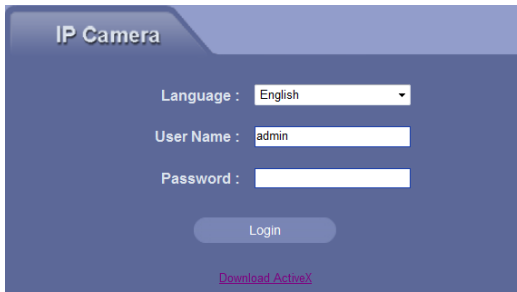 IP Camera
Language : English
User Name : admin
Password :
Login
Download ActiveX